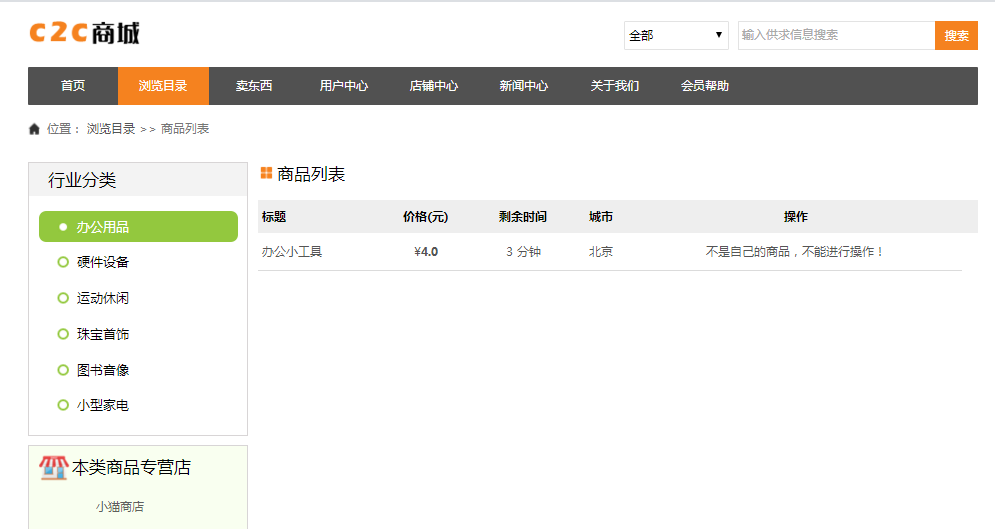 C2C商城
全部 输入供求信息搜索 搜索
首页 浏览目录 卖东西 用户中心 店铺中心 新闻中心 关于我们 会员帮助
位置： 浏览目录 >> 商品列表
行业分类
办公用品
硬件设备
运动休闲
珠宝首饰
图书音像
小型家电
本类商品专营店
小猫商店
商品列表
标题 价格(元) 剩余时间 城市 操作
办公小工具 ¥4.0 3 分钟 北京 不是自己的商品，不能进行操作！